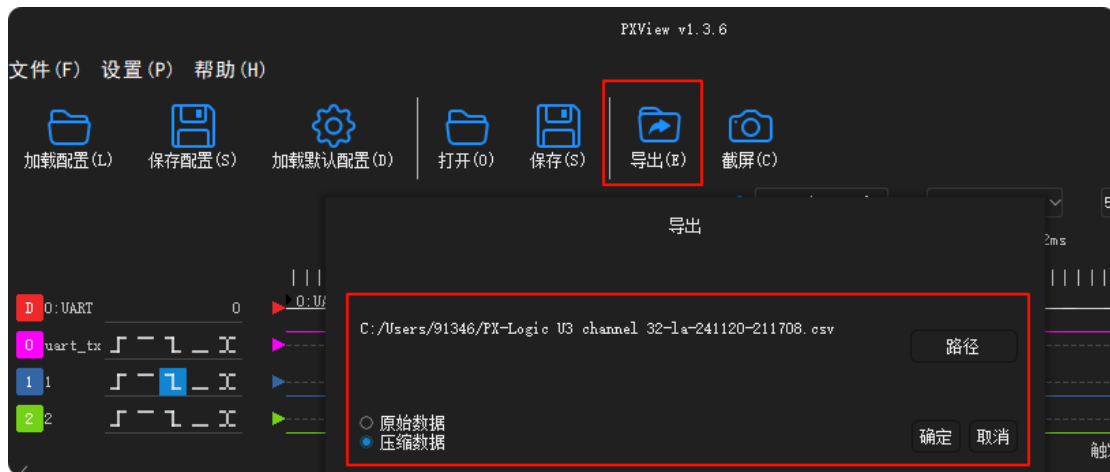 PXView v1.3.6
文件(F) 设置(P) 帮助(H)
加载配置(L) 保存配置(S) 加载默认配置(D) 打开(O) 保存(S) 导出(E) 截屏(C)
导出
2ms
D 0:UART 0
0 uart_tx
C:/Users/91346/PX-Logic U3 channel 32-la-241120-211708.csv
路径
1 1
2 2
原始数据
压缩数据
确定 取消